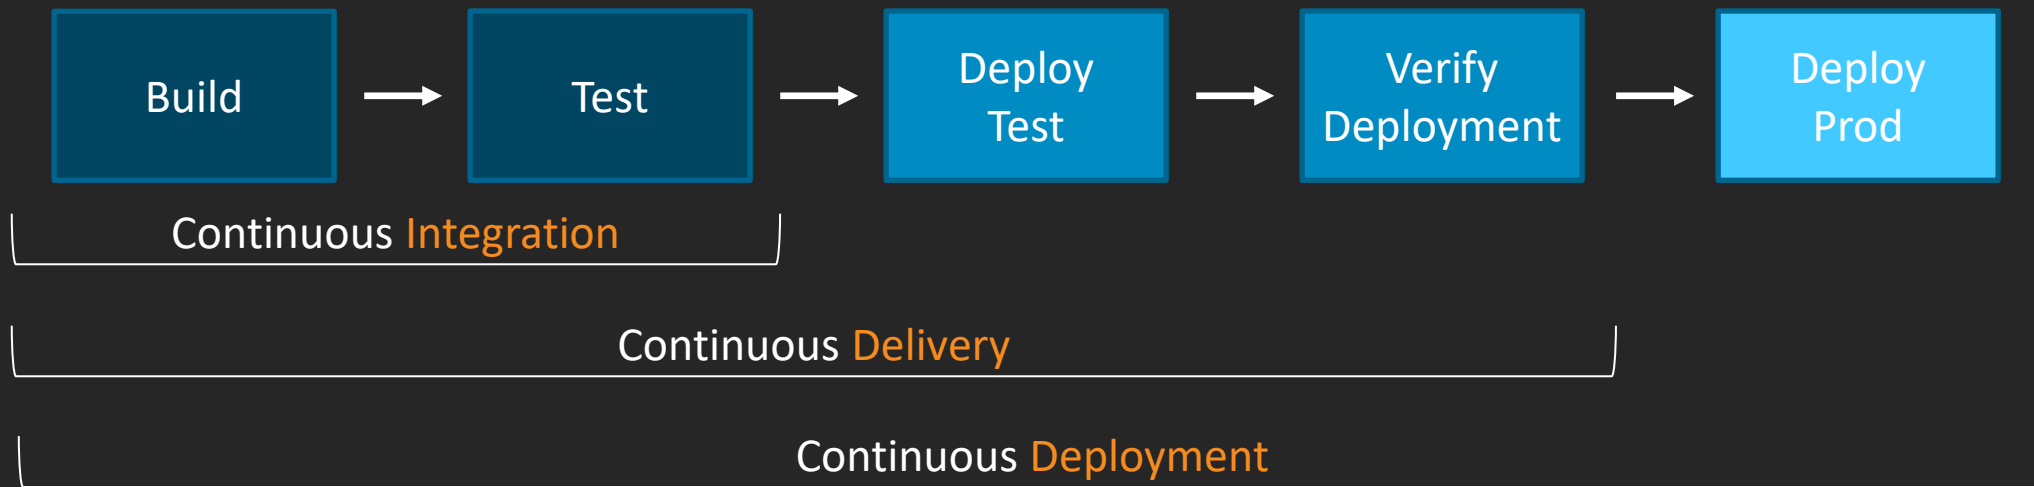 Build
Test
Deploy
Test
Verify
Deployment
Deploy
Prod
Continuous Integration
Continuous Delivery
Continuous Deployment